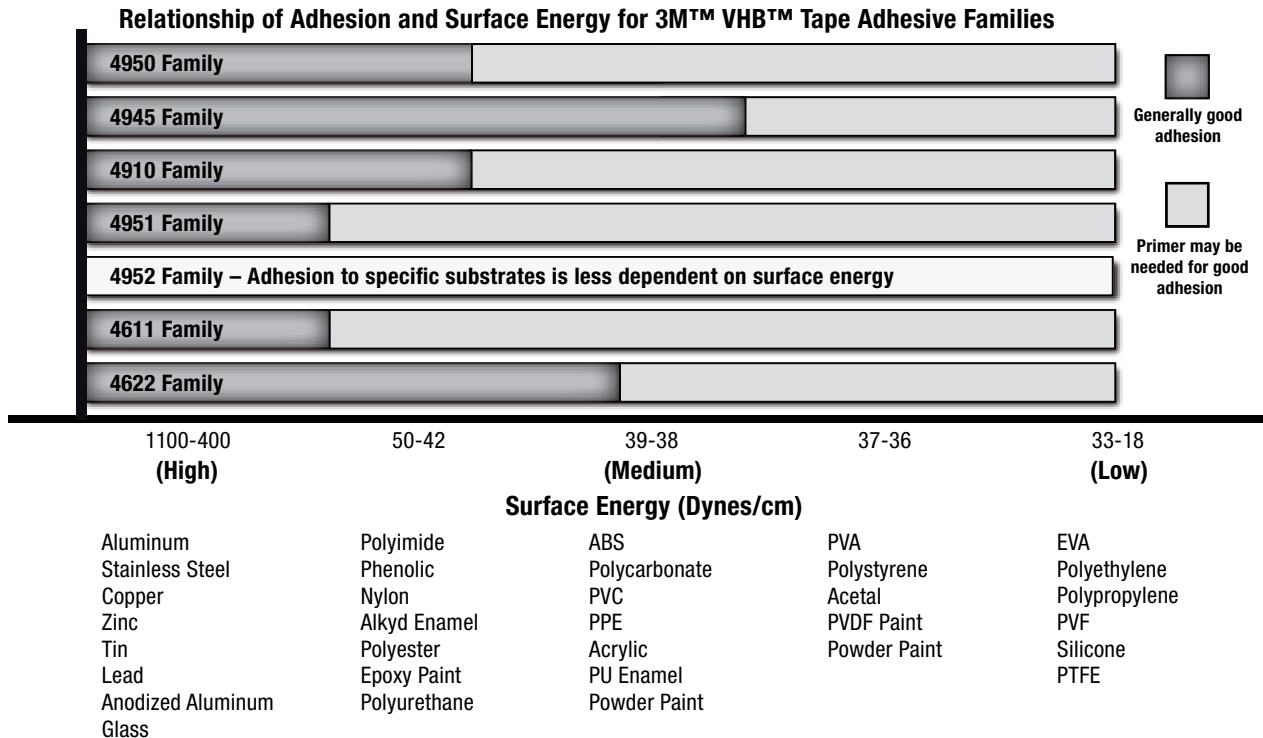 Relationship of Adhesion and Surface Energy for 3M™ VHB™ Tape Adhesive Families
4950 Family
4945 Family
4910 Family
4951 Family
4952 Family – Adhesion to specific substrates is less dependent on surface energy
4611 Family
4622 Family
Generally good
adhesion
Primer may be
needed for good
adhesion
1100-400 50-42 39-38 37-36 33-18
(High) (Medium) (Low)
Surface Energy (Dynes/cm)
Aluminum
Stainless Steel
Copper
Zinc
Tin
Lead
Anodized Aluminum
Glass
Polyimide
Phenolic
Nylon
Alkyd Enamel
Polyester
Epoxy Paint
Polyurethane
ABS
Polycarbonate
PVC
PPE
Acrylic
PU Enamel
Powder Paint
PVA
Polystyrene
Acetal
PVDF Paint
Powder Paint
EVA
Polyethylene
Polypropylene
PVF
Silicone
PTFE